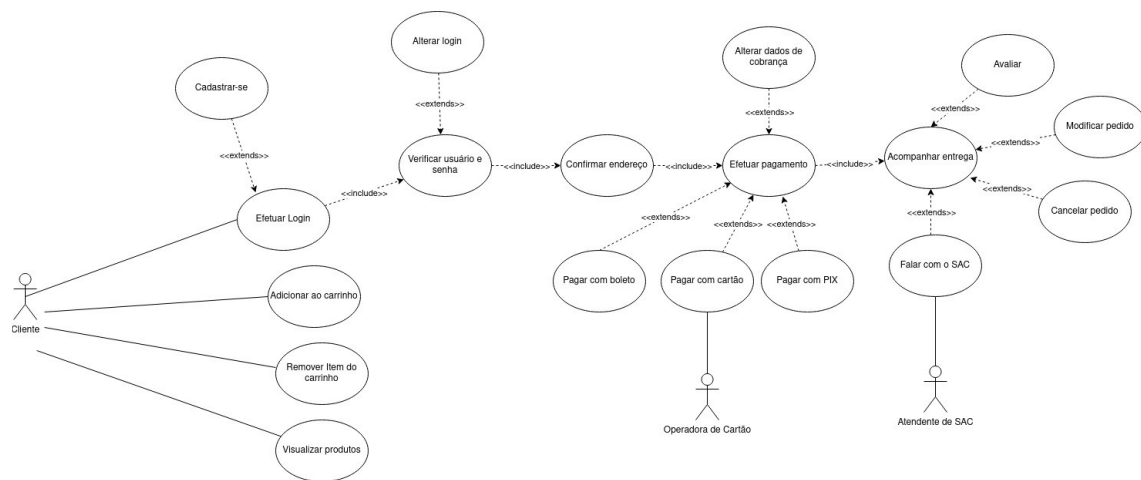 Alterar login
Alterar dados de
cobrança
Avaliar
Cadastrar-se
<<extends>>
<<extends>>
<<extends>>
Modificar pedido
<<extends>>
<<extends>>
Verificar usuário e
senha
<<include>>
Confirmar endereço
<<include>>
Efetuar pagamento
<<include>>
Acompanhar entrega
<<include>>
<<extends>>
Cancelar pedido
Efetuar Login
<<extends>>
<<extends>>
<<extends>>
<<extends>>
Pagar com boleto
Pagar com cartão
Pagar com PIX
Falar com o SAC
Adicionar ao carrinho
Cliente
Remover Item do
carrinho
Visualizar produtos
Operadora de Cartão
Atendente de SAC